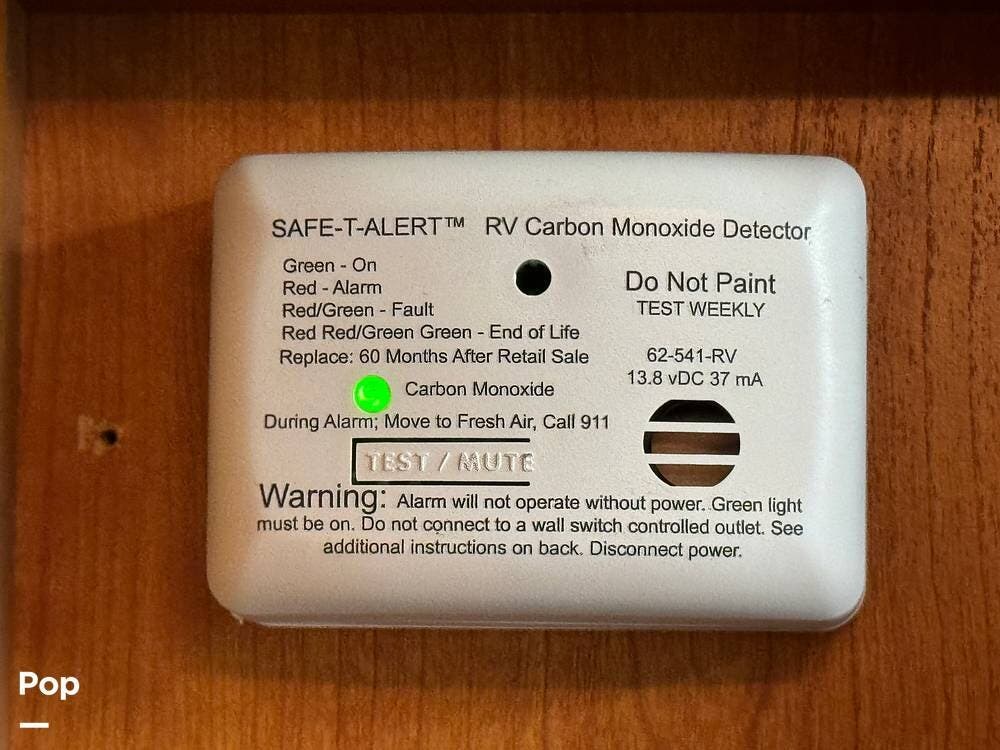 SAFE-T-ALERT™ RV Carbon Monoxide Detector
Green - On
Red - Alarm
Red/Green - Fault
Red Red/Green Green - End of Life
Replace: 60 Months After Retail Sale
Do Not Paint
TEST WEEKLY
62-541-RV
13.8 vDC 37 mA
Carbon Monoxide
During Alarm; Move to Fresh Air, Call 911
TEST / MUTE
Warning: Alarm will not operate without power. Green light
must be on. Do not connect to a wall switch controlled outlet. See
additional instructions on back. Disconnect power.
Pop